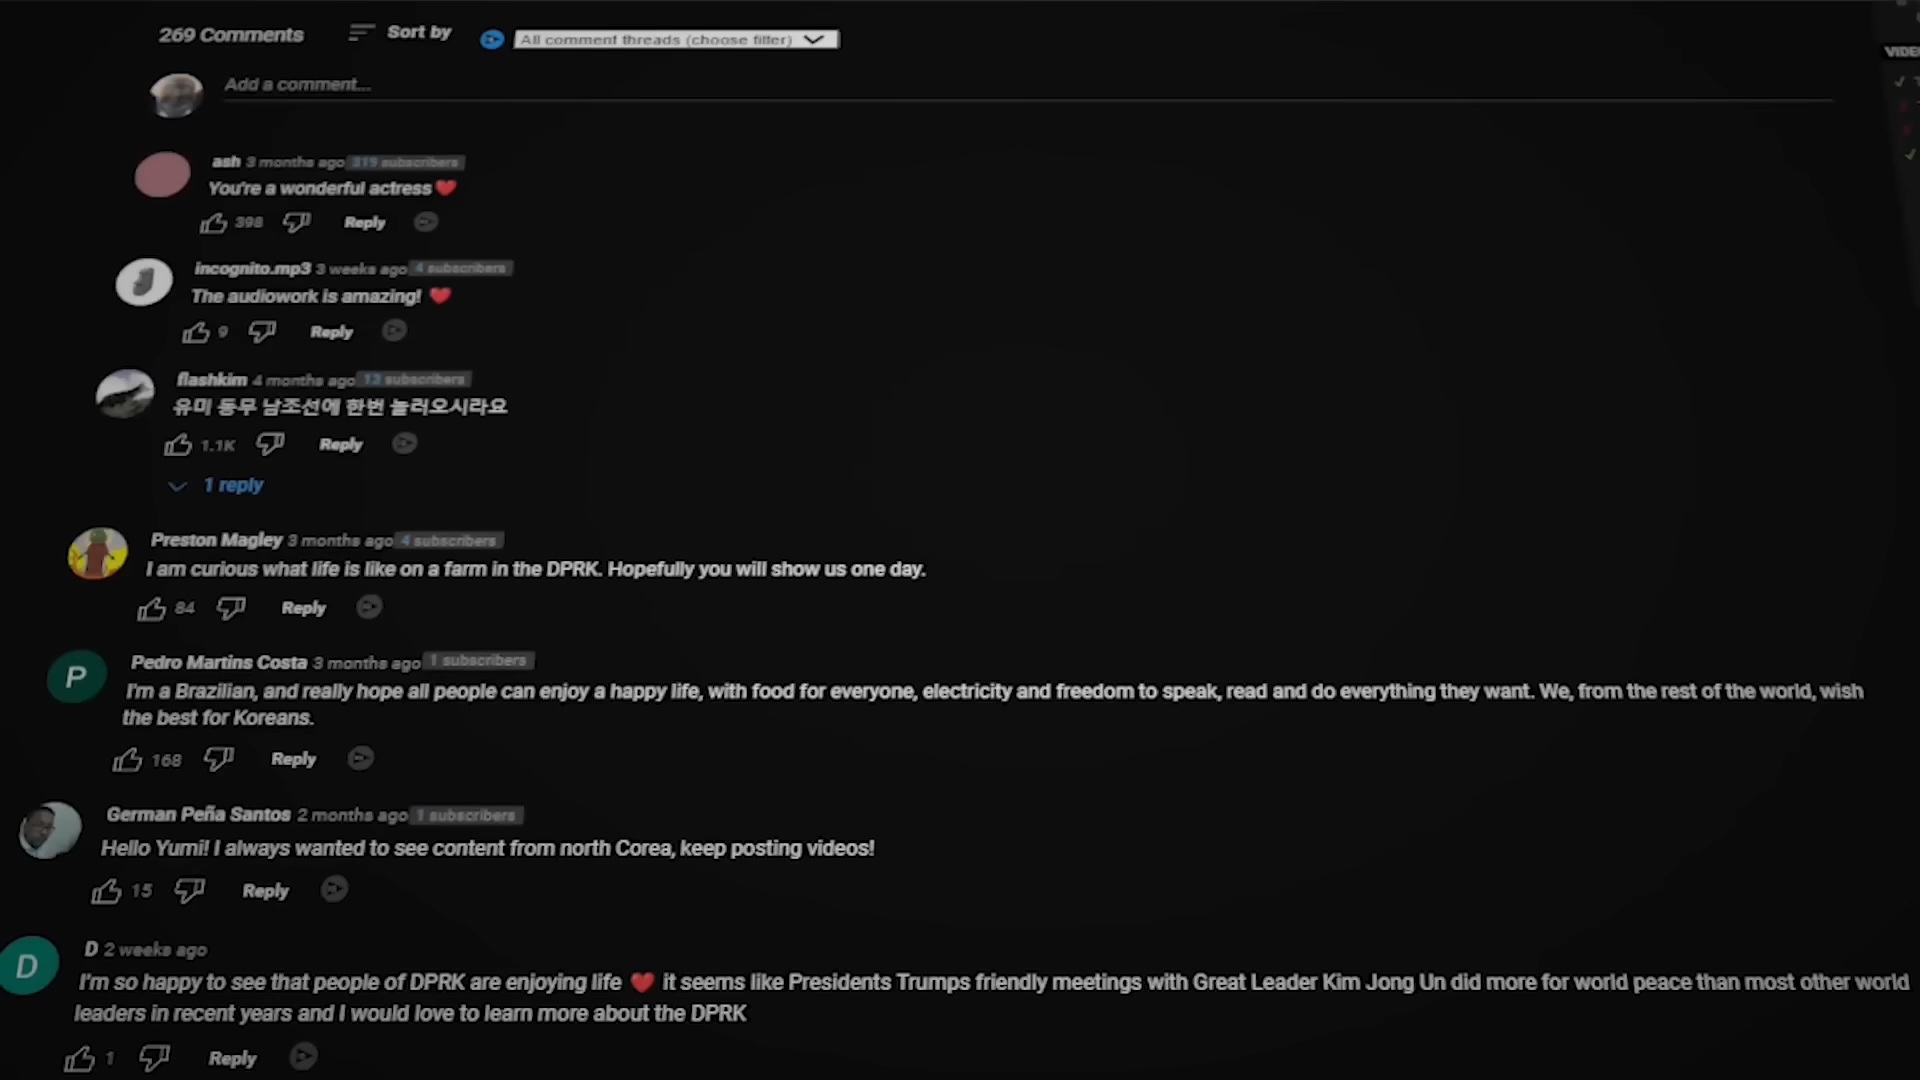 269 Comments
Sort by
All comment threads (choose filter)
VIDE
Add a comment...
ash 3 months ago 319 subscribers
You're a wonderful actress❤
398 Reply
incognito.mp3 3 weeks ago 4 subscribers
The audiowork is amazing! ❤
9 Reply
flashkim 4 months ago 13 subscribers
유미 동무 남조선에 한번 놀러오시라요
1.1K Reply
1 reply
Preston Magley 3 months ago 4 subscribers
I am curious what life is like on a farm in the DPRK. Hopefully you will show us one day.
84 Reply
P
Pedro Martins Costa 3 months ago 1 subscribers
I'm a Brazilian, and really hope all people can enjoy a happy life, with food for everyone, electricity and freedom to speak, read and do everything they want. We, from the rest of the world, wish
the best for Koreans.
168 Reply
German Peña Santos 2 months ago 1 subscribers
Hello Yumi! I always wanted to see content from north Corea, keep posting videos!
15 Reply
D
D 2 weeks ago
I'm so happy to see that people of DPRK are enjoying life ❤ it seems like Presidents Trumps friendly meetings with Great Leader Kim Jong Un did more for world peace than most other world
leaders in recent years and I would love to learn more about the DPRK
1 Reply